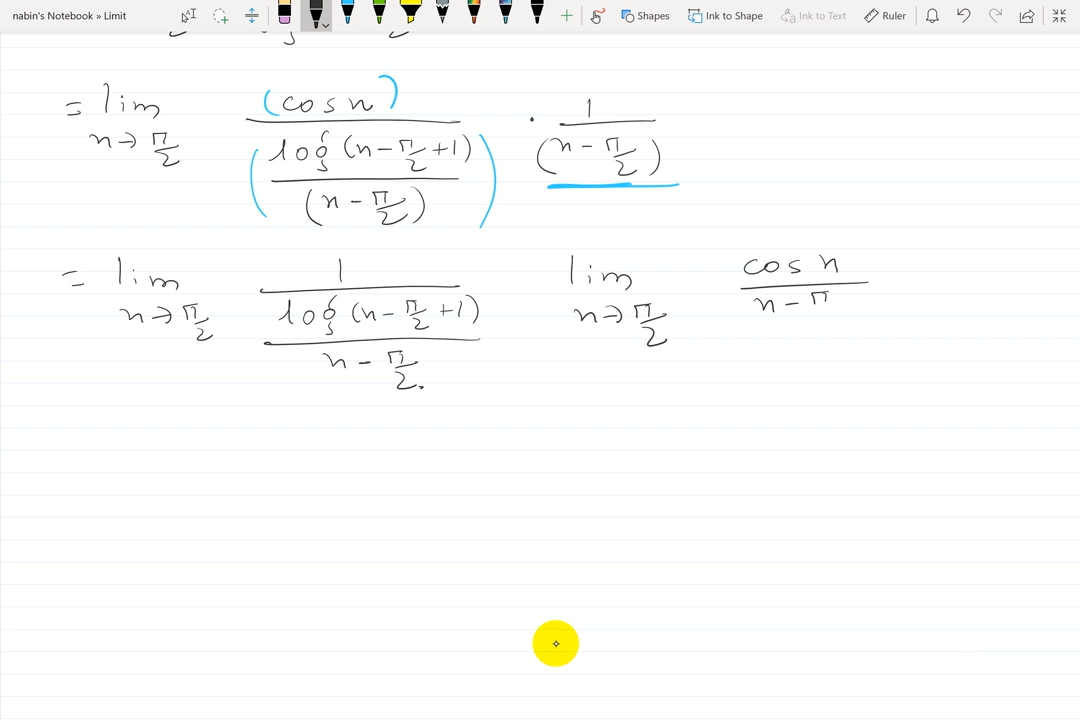 nabin's Notebook » Limit
Shapes
Ink to Shape
Ink to Text
Ruler
= lim n→π/2 (cos n) / (log (n - π/2 + 1) / (n - π/2)) · 1 / (n - π/2)
= lim n→π/2 1 / (log (n - π/2 + 1) / n - π/2.) lim n→π/2 cos n / n - π